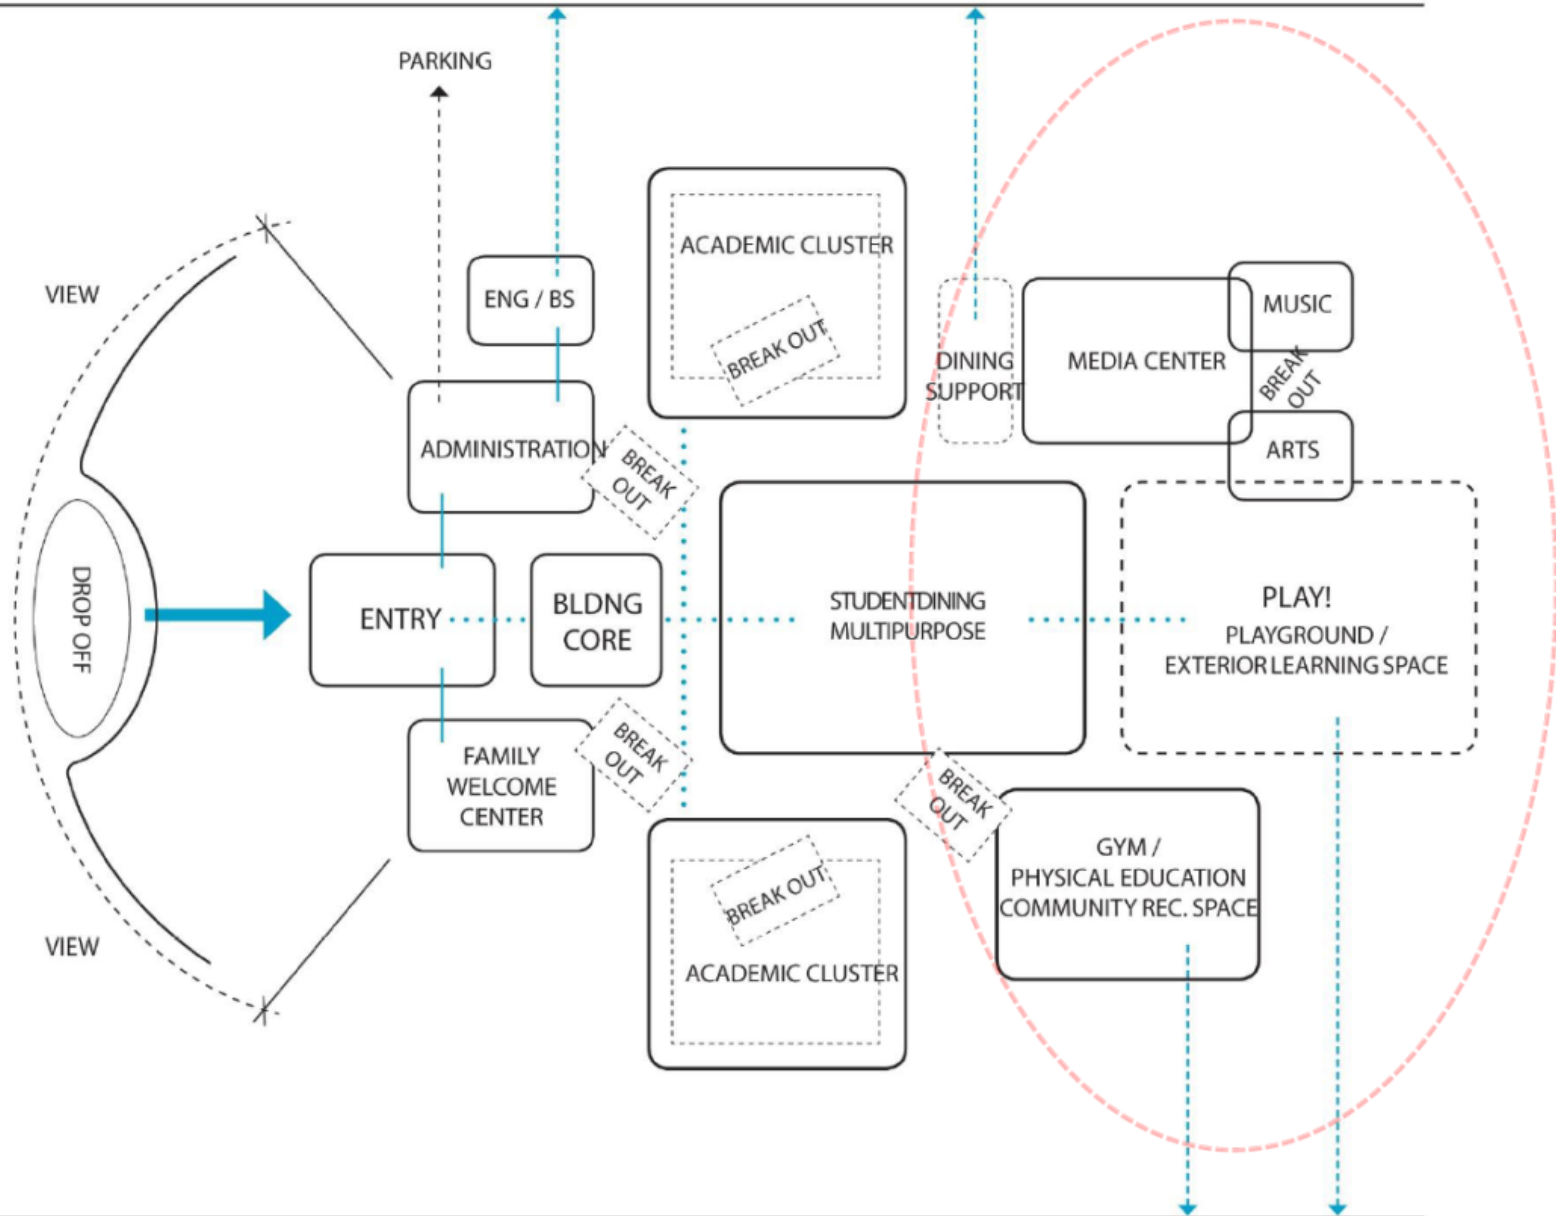 PARKING
VIEW
ENG / BS
ACADEMIC CLUSTER
BREAK OUT
DINING
SUPPORT
MEDIA CENTER
MUSIC
BREAK
OUT
ARTS
ADMINISTRATION
BREAK
OUT
DROP OFF
ENTRY
BLDNG
CORE
STUDENTDINING
MULTIPURPOSE
PLAY!
PLAYGROUND /
EXTERIOR LEARNING SPACE
FAMILY
WELCOME
CENTER
BREAK
OUT
BREAK
OUT
GYM /
PHYSICAL EDUCATION
COMMUNITY REC. SPACE
VIEW
BREAK OUT
ACADEMIC CLUSTER